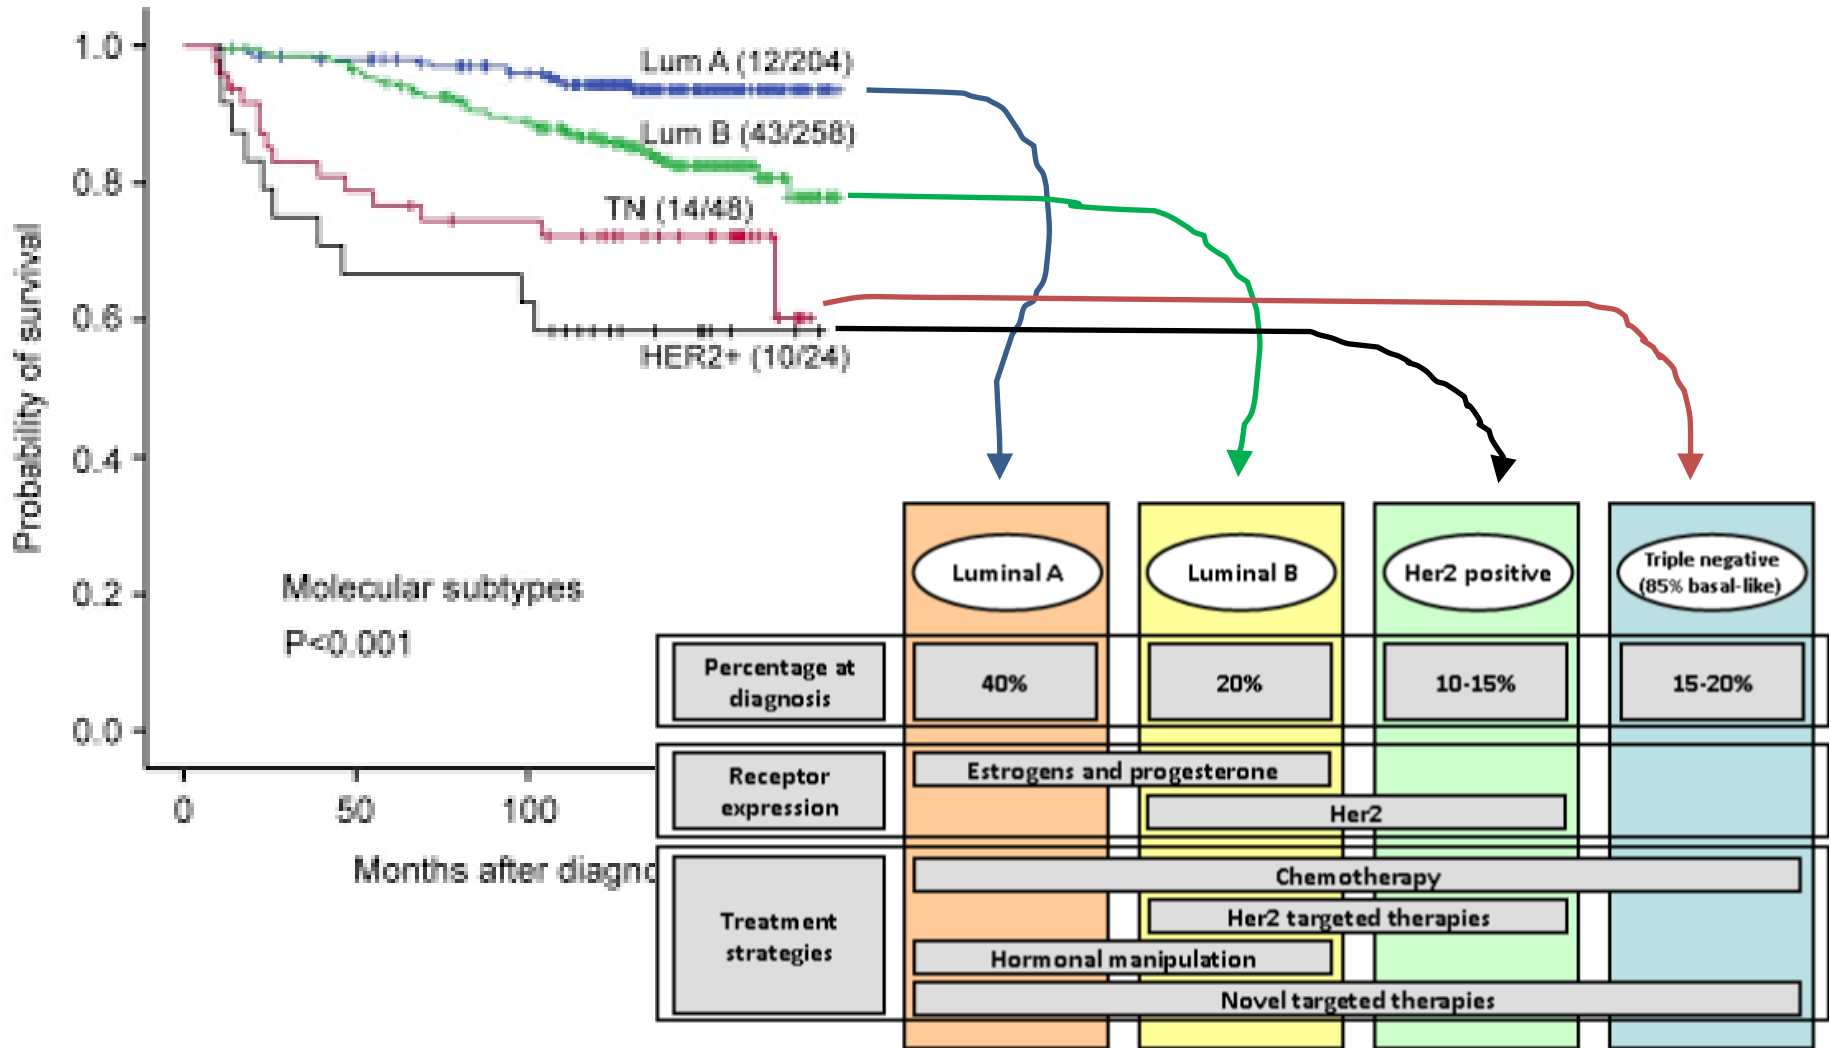 Probability of survival
1.0
0.8
0.6
0.4
0.2
0.0
Lum A (12/204)
Lum B (43/258)
TN (14/48)
HER2+ (10/24)
Molecular subtypes
P<0.001
0
50
100
Months after diagno
Luminal A
Luminal B
Her2 positive
Triple negative
(85% basal-like)
Percentage at
diagnosis
40%
20%
10-15%
15-20%
Receptor
expression
Estrogens and progesterone
Her2
Treatment
strategies
Chemotherapy
Her2 targeted therapies
Hormonal manipulation
Novel targeted therapies